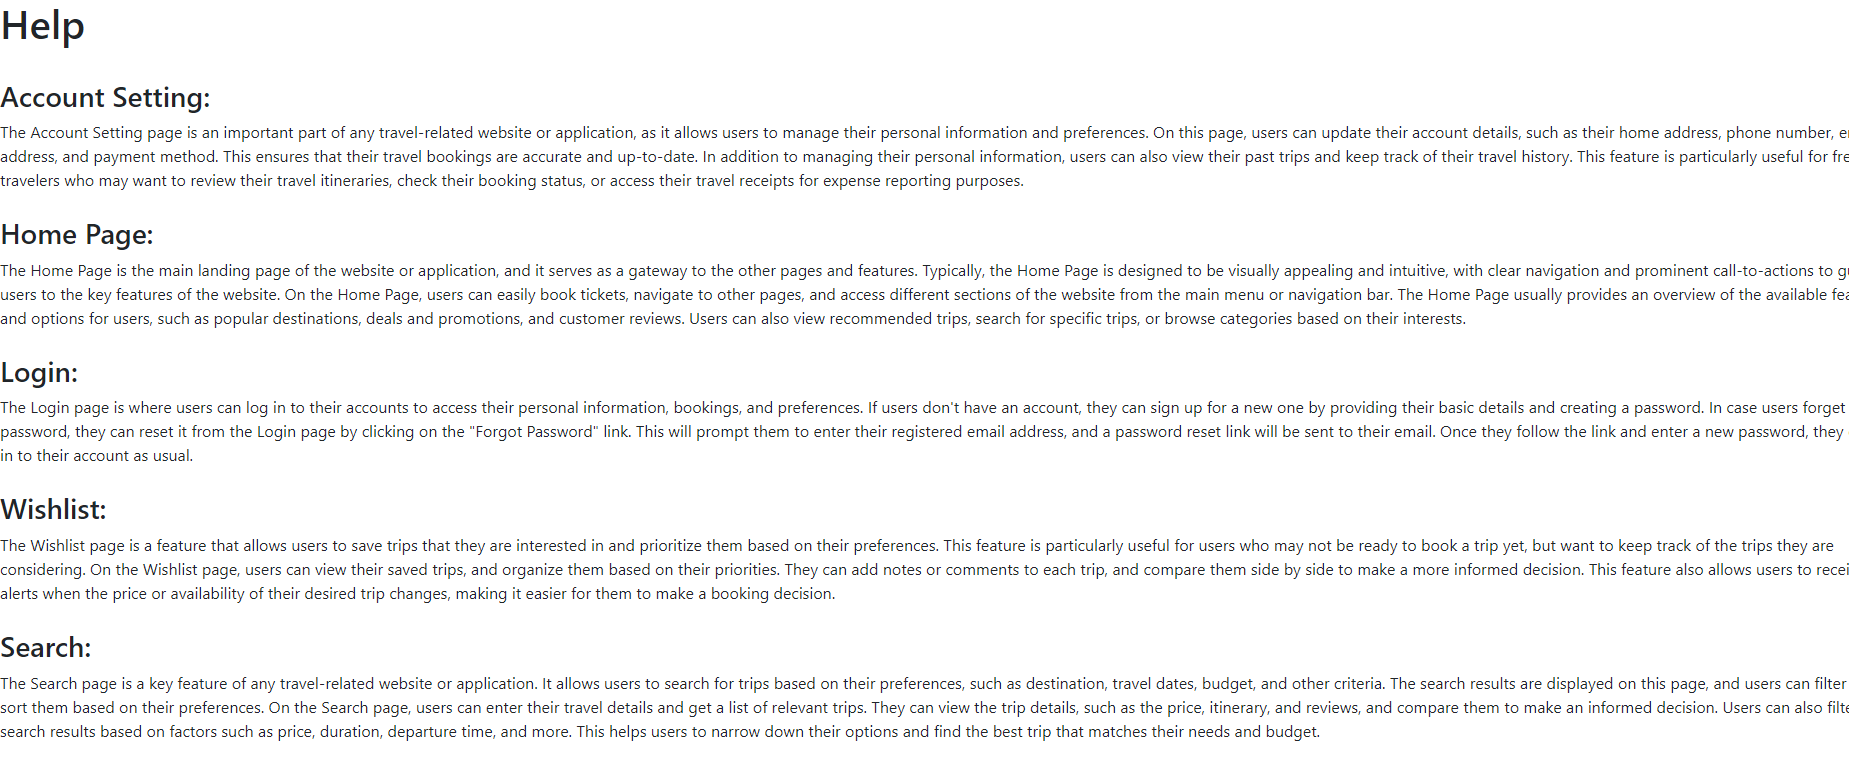 Help
Account Setting:
The Account Setting page is an important part of any travel-related website or application, as it allows users to manage their personal information and preferences. On this page, users can update their account details, such as their home address, phone number,
address, and payment method. This ensures that their travel bookings are accurate and up-to-date. In addition to managing their personal information, users can also view their past trips and keep track of their travel history. This feature is particularly useful for
travelers who may want to review their travel itineraries, check their booking status, or access their travel receipts for expense reporting purposes.
Home Page:
The Home Page is the main landing page of the website or application, and it serves as a gateway to the other pages and features. Typically, the Home Page is designed to be visually appealing and intuitive, with clear navigation and prominent call-to-actions to
users to the key features of the website. On the Home Page, users can easily book tickets, navigate to other pages, and access different sections of the website from the main menu or navigation bar. The Home Page usually provides an overview of the available
and options for users, such as popular destinations, deals and promotions, and customer reviews. Users can also view recommended trips, search for specific trips, or browse categories based on their interests.
Login:
The Login page is where users can log in to their accounts to access their personal information, bookings, and preferences. If users don't have an account, they can sign up for a new one by providing their basic details and creating a password. In case users forget
password, they can reset it from the Login page by clicking on the "Forgot Password" link. This will prompt them to enter their registered email address, and a password reset link will be sent to their email. Once they follow the link and enter a new password, they
in to their account as usual.
Wishlist:
The Wishlist page is a feature that allows users to save trips that they are interested in and prioritize them based on their preferences. This feature is particularly useful for users who may not be ready to book a trip yet, but want to keep track of the trips they are
considering. On the Wishlist page, users can view their saved trips, and organize them based on their priorities. They can add notes or comments to each trip, and compare them side by side to make a more informed decision. This feature also allows users to
alerts when the price or availability of their desired trip changes, making it easier for them to make a booking decision.
Search:
The Search page is a key feature of any travel-related website or application. It allows users to search for trips based on their preferences, such as destination, travel dates, budget, and other criteria. The search results are displayed on this page, and users can filter
sort them based on their preferences. On the Search page, users can enter their travel details and get a list of relevant trips. They can view the trip details, such as the price, itinerary, and reviews, and compare them to make an informed decision. Users can also
search results based on factors such as price, duration, departure time, and more. This helps users to narrow down their options and find the best trip that matches their needs and budget.